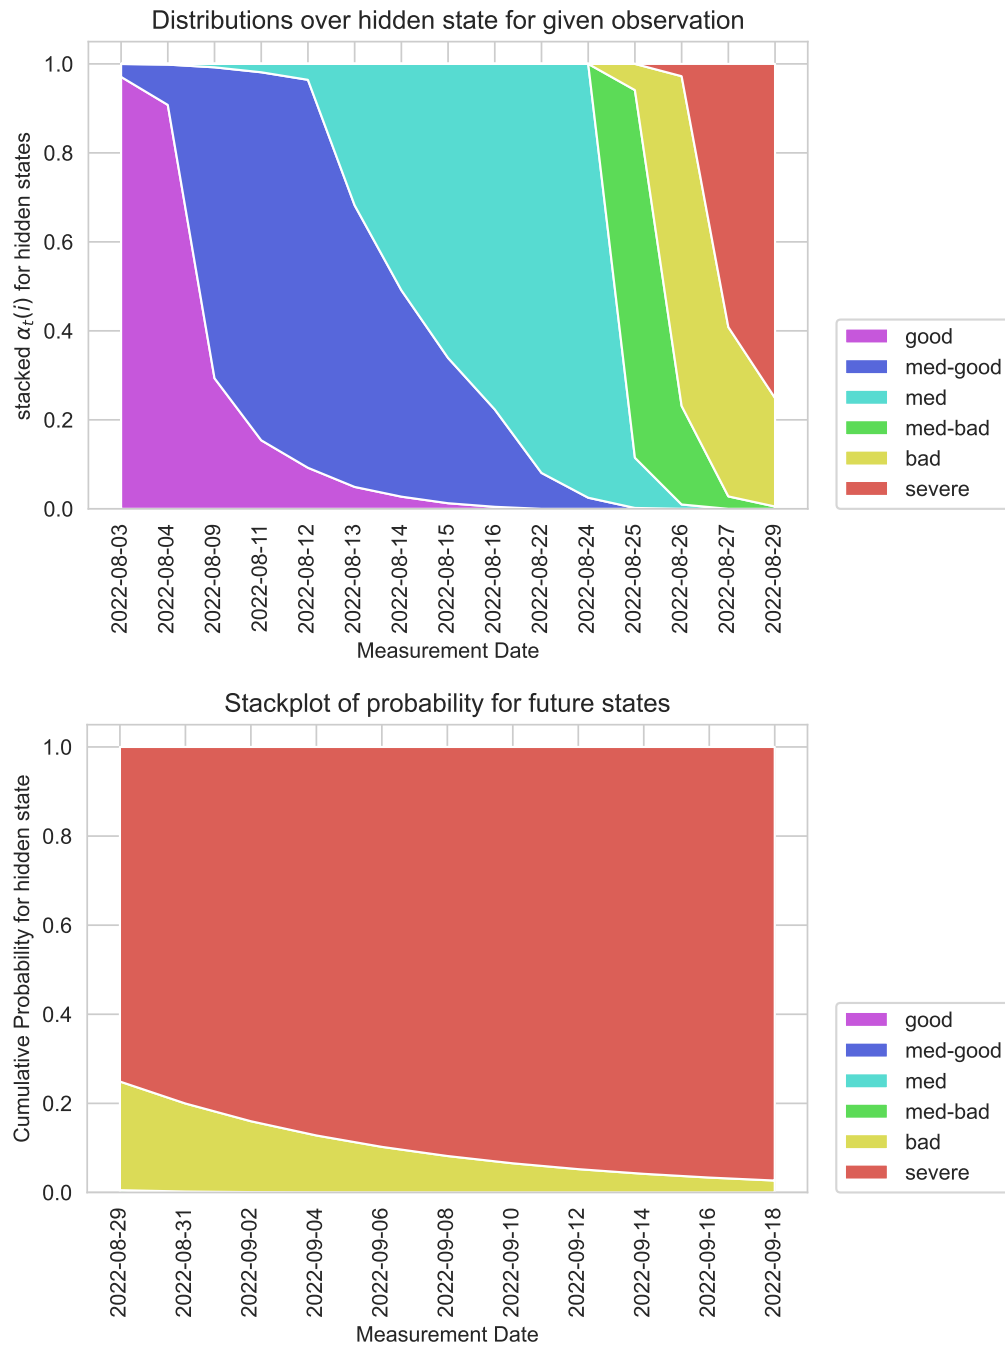 Distributions over hidden state for given observation
stacked αt(i) for hidden states
1.0
0.8
0.6
0.4
0.2
0.0
2022-08-03
2022-08-04
2022-08-09
2022-08-11
2022-08-12
2022-08-13
2022-08-14
2022-08-15
2022-08-16
2022-08-22
2022-08-24
2022-08-25
2022-08-26
2022-08-27
2022-08-29
Measurement Date
good
med-good
med
med-bad
bad
severe
Stackplot of probability for future states
Cumulative Probability for hidden state
1.0
0.8
0.6
0.4
0.2
0.0
2022-08-29
2022-08-31
2022-09-02
2022-09-04
2022-09-06
2022-09-08
2022-09-10
2022-09-12
2022-09-14
2022-09-16
2022-09-18
Measurement Date
good
med-good
med
med-bad
bad
severe